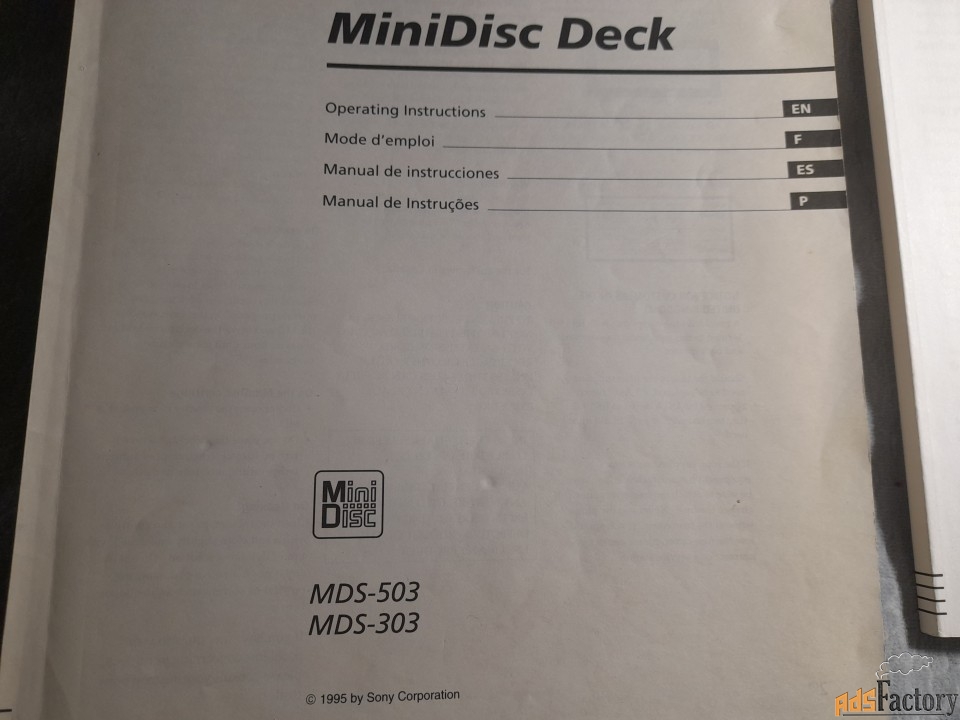 MiniDisc Deck
Operating Instructions EN
Mode d'emploi F
Manual de instrucciones ES
Manual de Instruções P
Mini
Disc
MDS-503
MDS-303
© 1995 by Sony Corporation
adsFactory